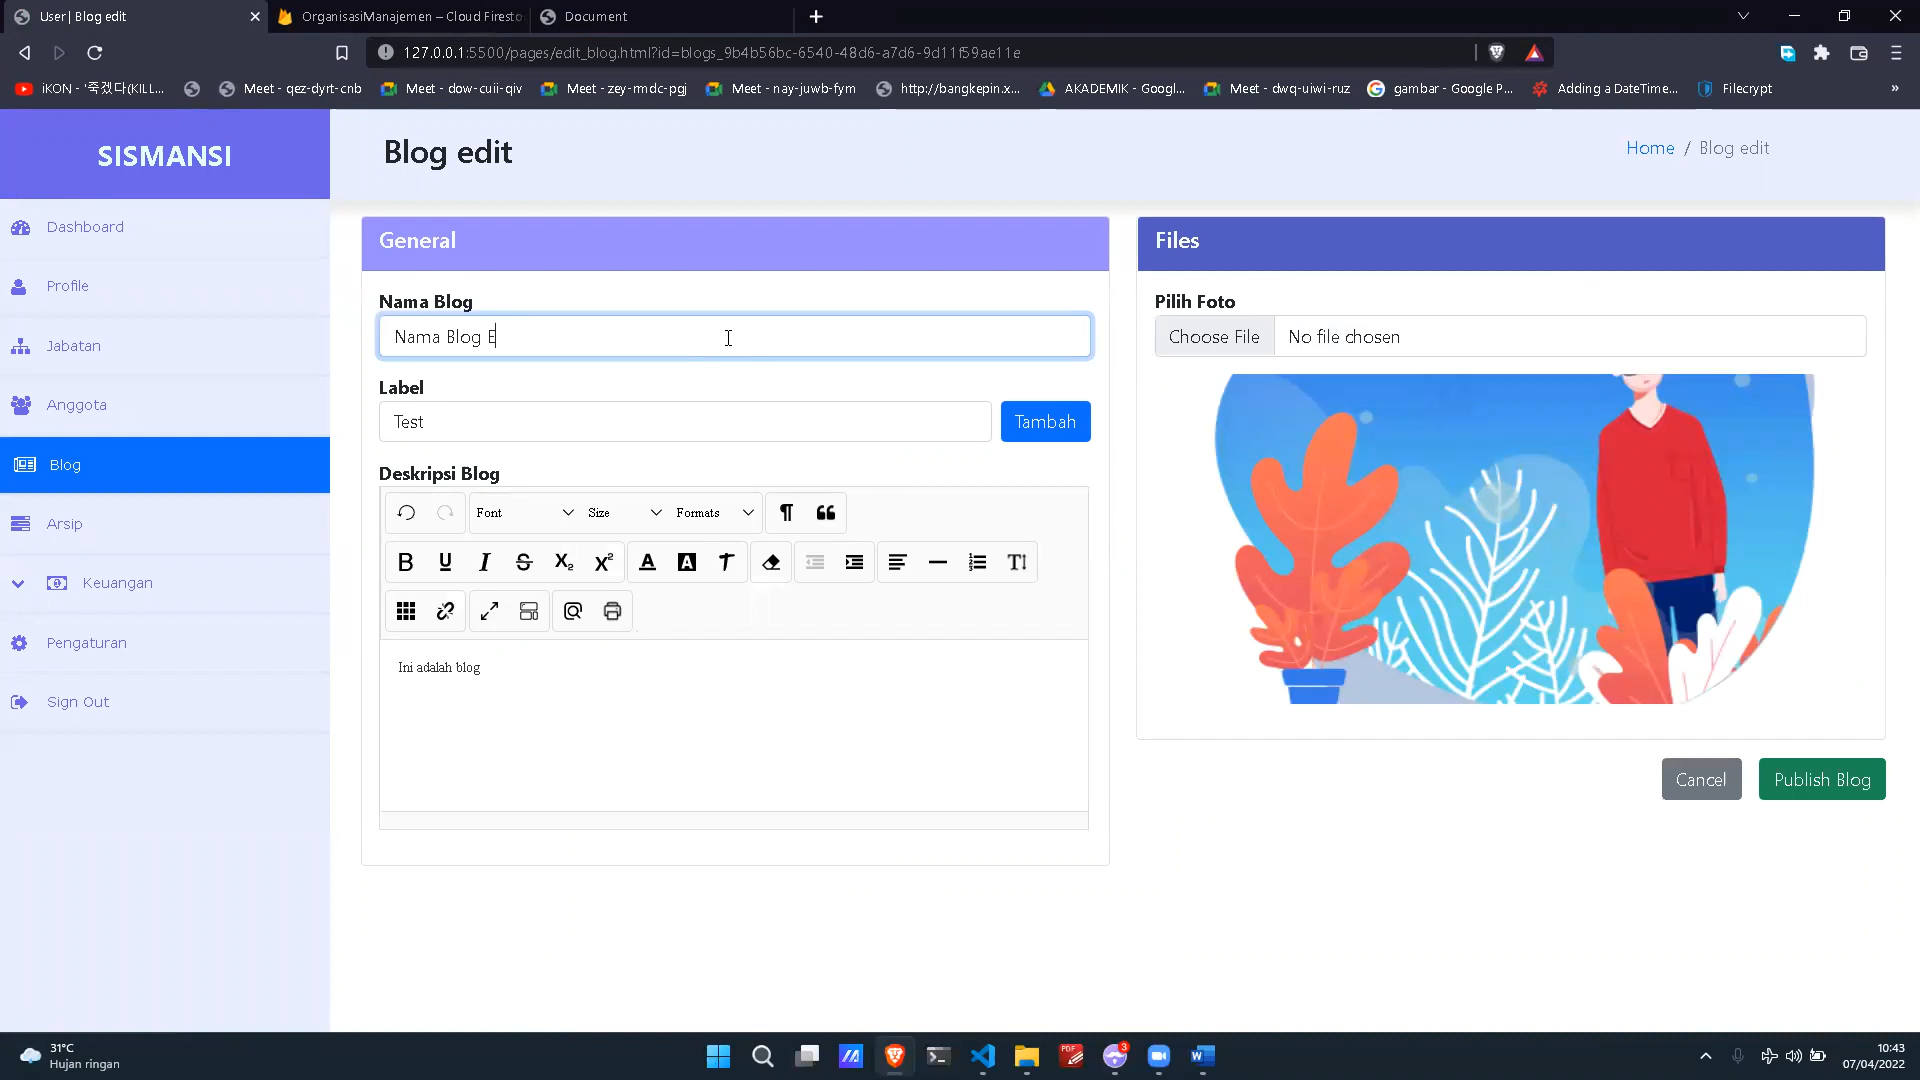 User | Blog edit
OrganisasiManajemen – Cloud Firesto
Document
127.0.0.1:5500/pages/edit_blog.html?id=blogs_9b4b56bc-6540-48d6-a7d6-9d11f59ae11e
iKON - '죽겠다(KILL...
Meet - qez-dyrt-cnb
Meet - dow-cuii-qiv
Meet - zey-rmdc-pgj
Meet - nay-juwb-fym
http://bangkepin.x...
AKADEMIK - Googl...
Meet - dwq-uiwi-ruz
gambar - Google P...
Adding a DateTime...
Filecrypt
»
SISMANSI
Blog edit
Home / Blog edit
Dashboard
Profile
Jabatan
Anggota
Blog
Arsip
Keuangan
Pengaturan
Sign Out
General
Nama Blog
Nama Blog E
Label
Test
Tambah
Deskripsi Blog
Font
Size
Formats
Ini adalah blog
Files
Pilih Foto
Choose File
No file chosen
Cancel
Publish Blog
31°C
Hujan ringan
PDF
3
W
10:43
07/04/2022